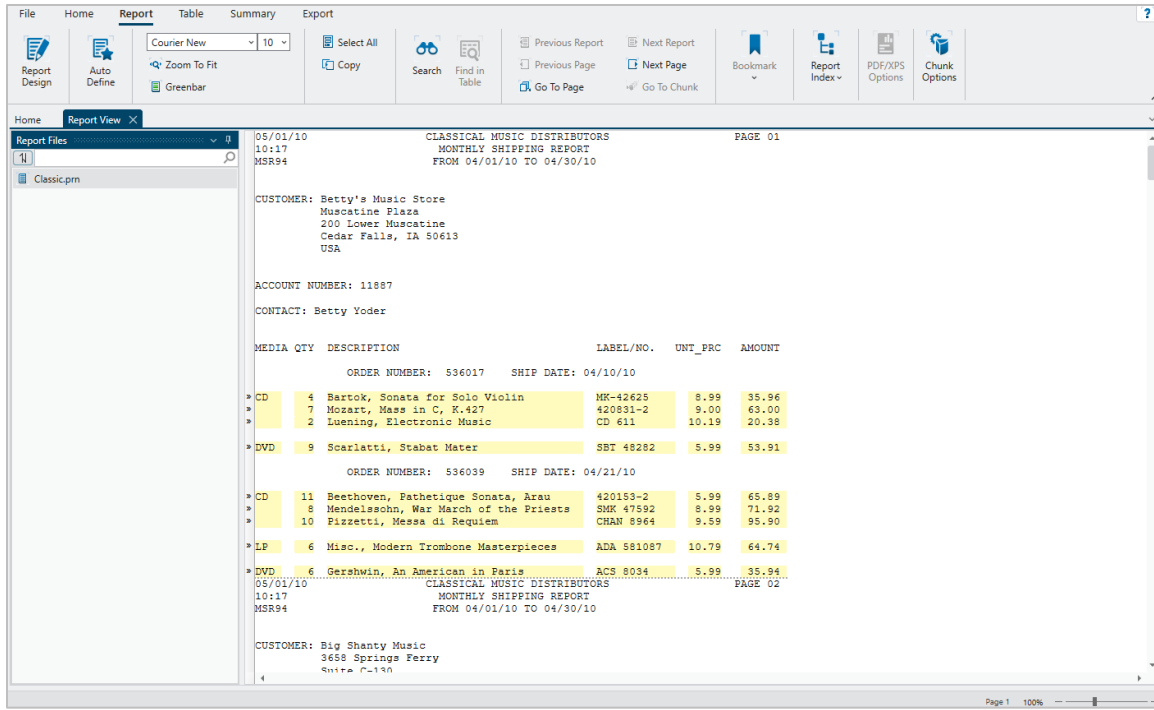 File Home Report Table Summary Export ?
Report Design
Auto Define
Courier New 10
Zoom To Fit
Greenbar
Select All
Copy
Search
Find in Table
Previous Report Next Report
Previous Page Next Page
Go To Page Go To Chunk
Bookmark
Report Index
PDF/XPS Options
Chunk Options
Home Report View
Report Files
Classic.prn
05/01/10 CLASSICAL MUSIC DISTRIBUTORS PAGE 01
10:17 MONTHLY SHIPPING REPORT
MSR94 FROM 04/01/10 TO 04/30/10
CUSTOMER: Betty's Music Store
Muscatine Plaza
200 Lower Muscatine
Cedar Falls, IA 50613
USA
ACCOUNT NUMBER: 11887
CONTACT: Betty Yoder
MEDIA QTY DESCRIPTION LABEL/NO. UNT_PRC AMOUNT
ORDER NUMBER: 536017 SHIP DATE: 04/10/10
» CD 4 Bartok, Sonata for Solo Violin MK-42625 8.99 35.96
» 7 Mozart, Mass in C, K.427 420831-2 9.00 63.00
» 2 Luening, Electronic Music CD 611 10.19 20.38
» DVD 9 Scarlatti, Stabat Mater SBT 48282 5.99 53.91
ORDER NUMBER: 536039 SHIP DATE: 04/21/10
» CD 11 Beethoven, Pathetique Sonata, Arau 420153-2 5.99 65.89
» 8 Mendelssohn, War March of the Priests SMK 47592 8.99 71.92
» 10 Pizzetti, Messa di Requiem CHAN 8964 9.59 95.90
» LP 6 Misc., Modern Trombone Masterpieces ADA 581087 10.79 64.74
» DVD 6 Gershwin, An American in Paris ACS 8034 5.99 35.94
05/01/10 CLASSICAL MUSIC DISTRIBUTORS PAGE 02
10:17 MONTHLY SHIPPING REPORT
MSR94 FROM 04/01/10 TO 04/30/10
CUSTOMER: Big Shanty Music
3658 Springs Ferry
Suite C-130
Page 1 100%